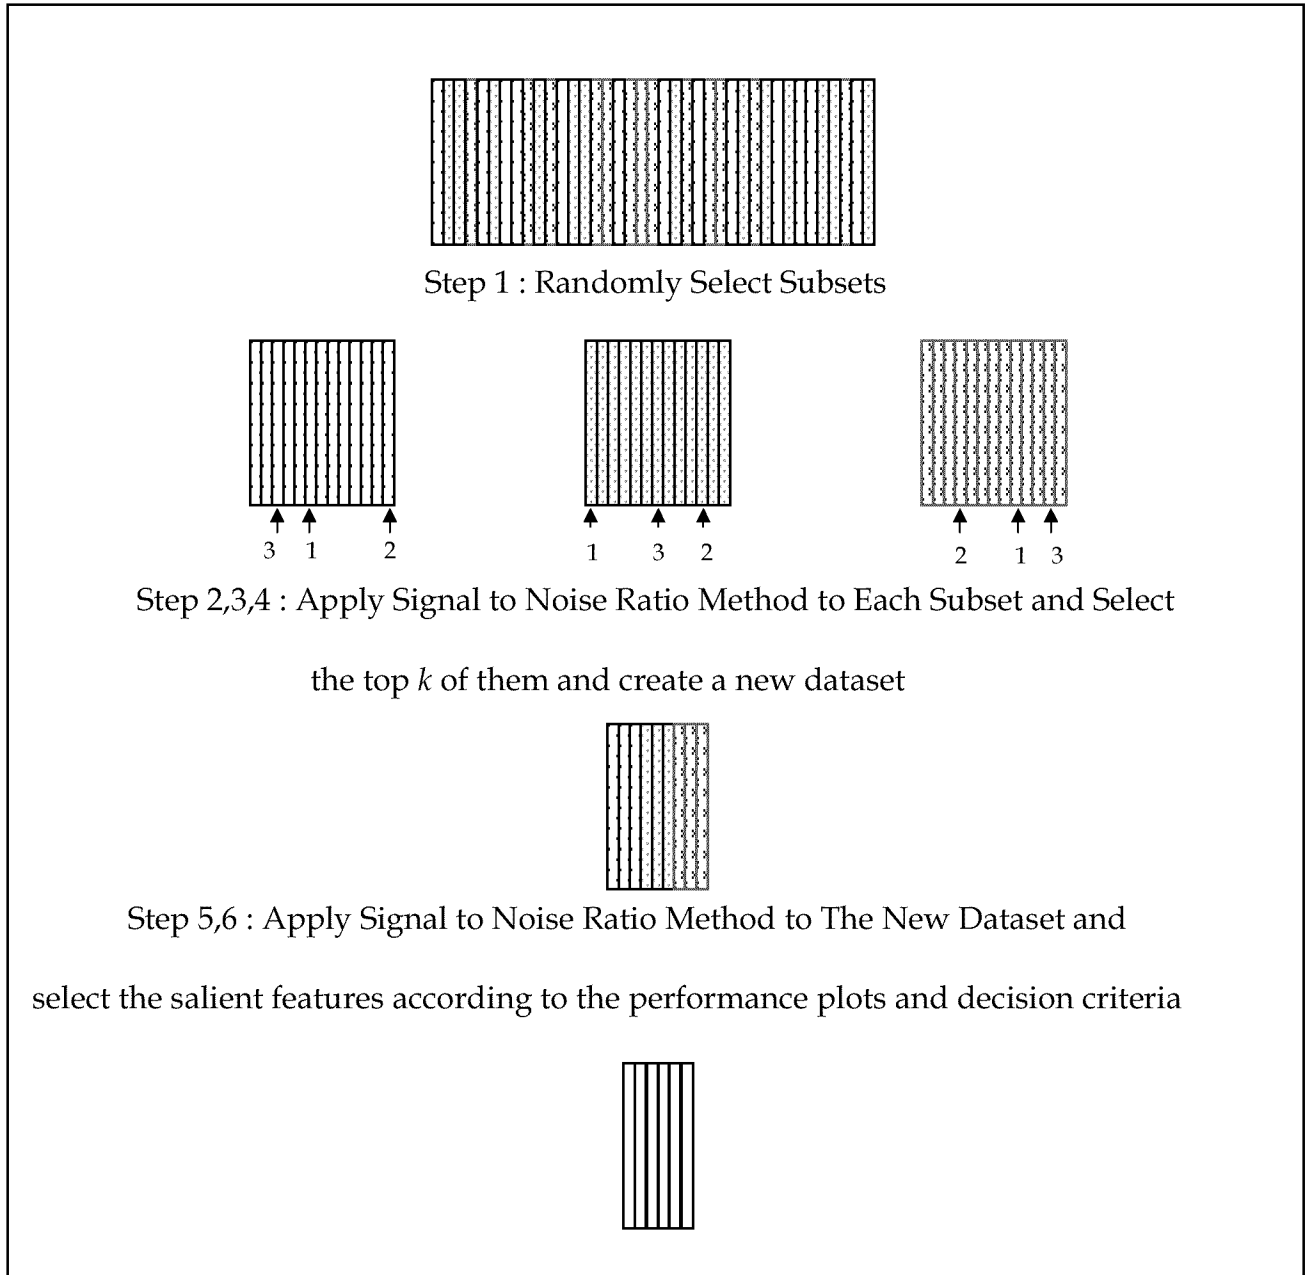 Step 1 : Randomly Select Subsets
3 1 2 1 3 2 2 1 3
Step 2,3,4 : Apply Signal to Noise Ratio Method to Each Subset and Select
the top k of them and create a new dataset
Step 5,6 : Apply Signal to Noise Ratio Method to The New Dataset and
select the salient features according to the performance plots and decision criteria